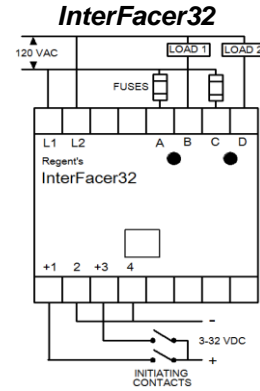 InterFacer32
120 VAC
LOAD 1
LOAD 2
FUSES
L1 L2 A B C D
Regent's
InterFacer32
+1 2 +3 4
-
3-32 VDC
+
INITIATING
CONTACTS